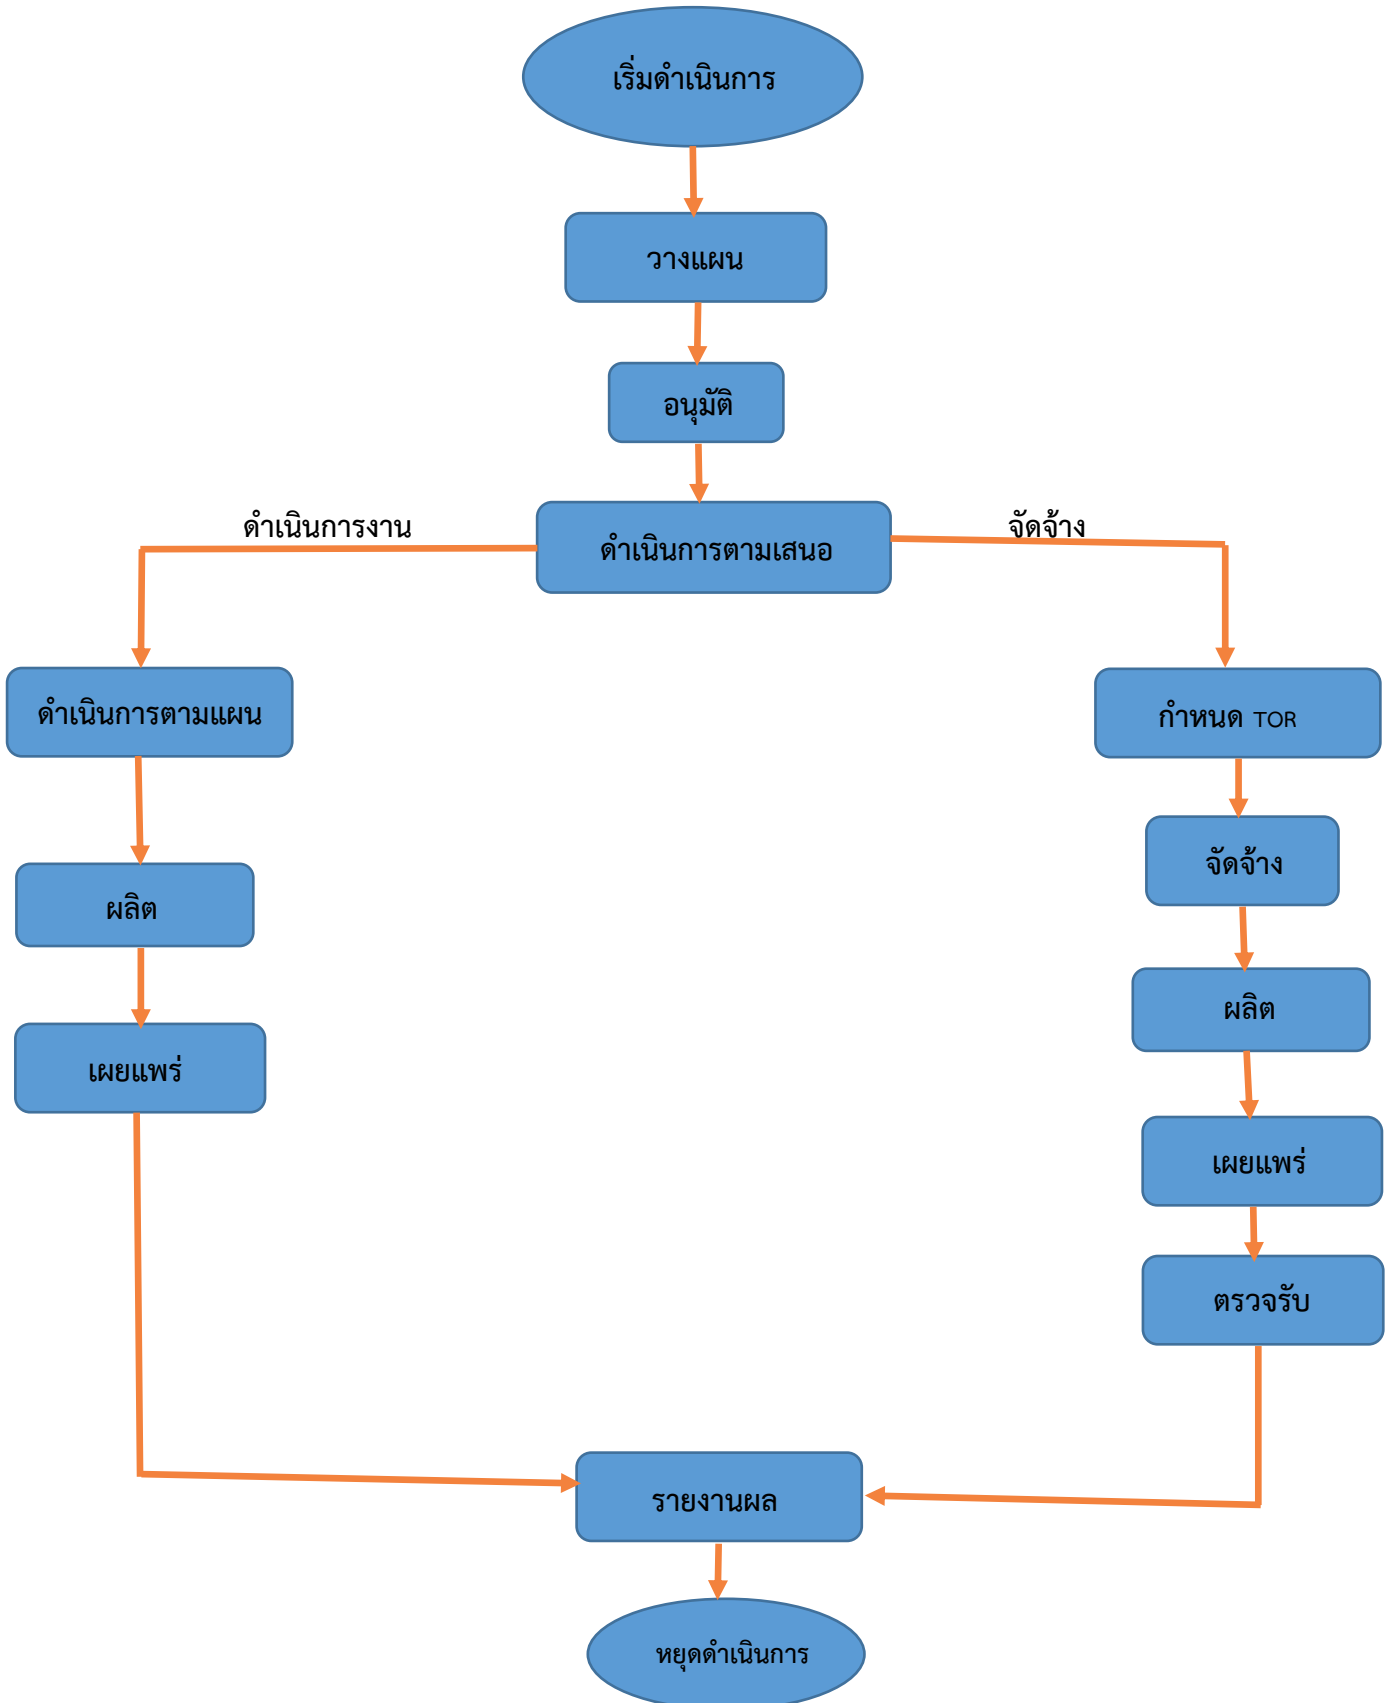 เริ่มดำเนินการ
วางแผน
อนุมัติ
ดำเนินการงาน
จัดจ้าง
ดำเนินการตามเสนอ
ดำเนินการตามแผน
กำหนด TOR
จัดจ้าง
ผลิต
ผลิต
เผยแพร่
เผยแพร่
ตรวจรับ
รายงานผล
หยุดดำเนินการ